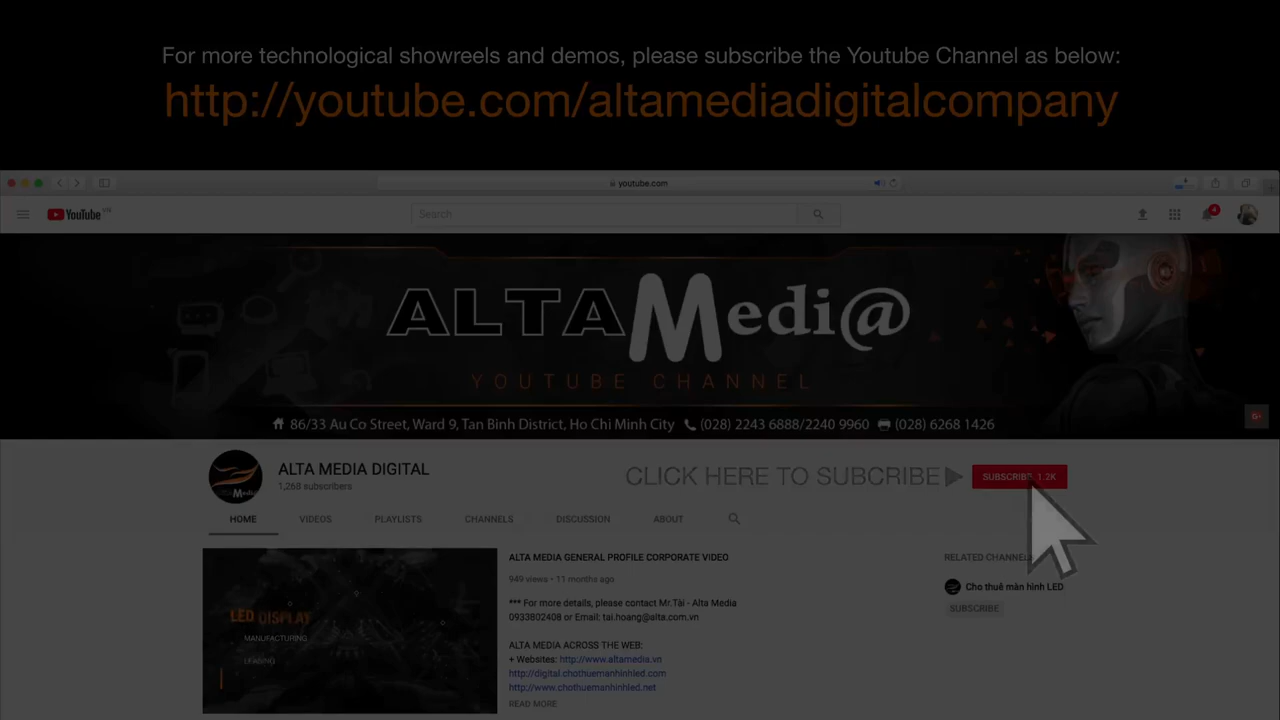 For more technological showreels and demos, please subscribe the Youtube Channel as below:
http://youtube.com/altamediadigitalcompany
youtube.com
YouTube VN
Search
4
ALTA Medi@
YOUTUBE CHANNEL
86/33 Au Co Street, Ward 9, Tan Binh District, Ho Chi Minh City (028) 2243 6888/2240 9960 (028) 6268 1426
ALTA MEDIA DIGITAL
1,268 subscribers
CLICK HERE TO SUBCRIBE
SUBSCRIBE 1.2K
HOME VIDEOS PLAYLISTS CHANNELS DISCUSSION ABOUT
ALTA MEDIA GENERAL PROFILE CORPORATE VIDEO
949 views • 11 months ago
*** For more details, please contact Mr.Tài - Alta Media
0933802408 or Email: tai.hoang@alta.com.vn
ALTA MEDIA ACROSS THE WEB:
+ Websites: http://www.altamedia.vn
http://digital.chothuemanhinhled.com
http://www.chothuemanhinhled.net
READ MORE
LED DISPLAY
MANUFACTURING
LEADING
RELATED CHANNEL
Cho thuê màn hình LED
SUBSCRIBE